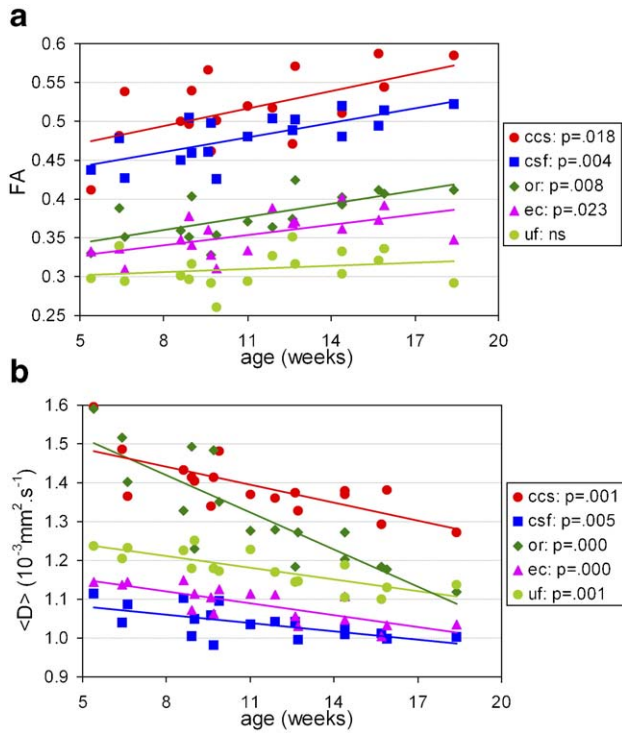 a
FA
0.6
0.55
0.5
0.45
0.4
0.35
0.3
0.25
5 8 11 14 17 20
age (weeks)
ccs: p=.018
csf: p=.004
or: p=.008
ec: p=.023
uf: ns
b
<D> (10⁻³mm².s⁻¹)
1.6
1.5
1.4
1.3
1.2
1.1
1.0
0.9
5 8 11 14 17 20
age (weeks)
ccs: p=.001
csf: p=.005
or: p=.000
ec: p=.000
uf: p=.001